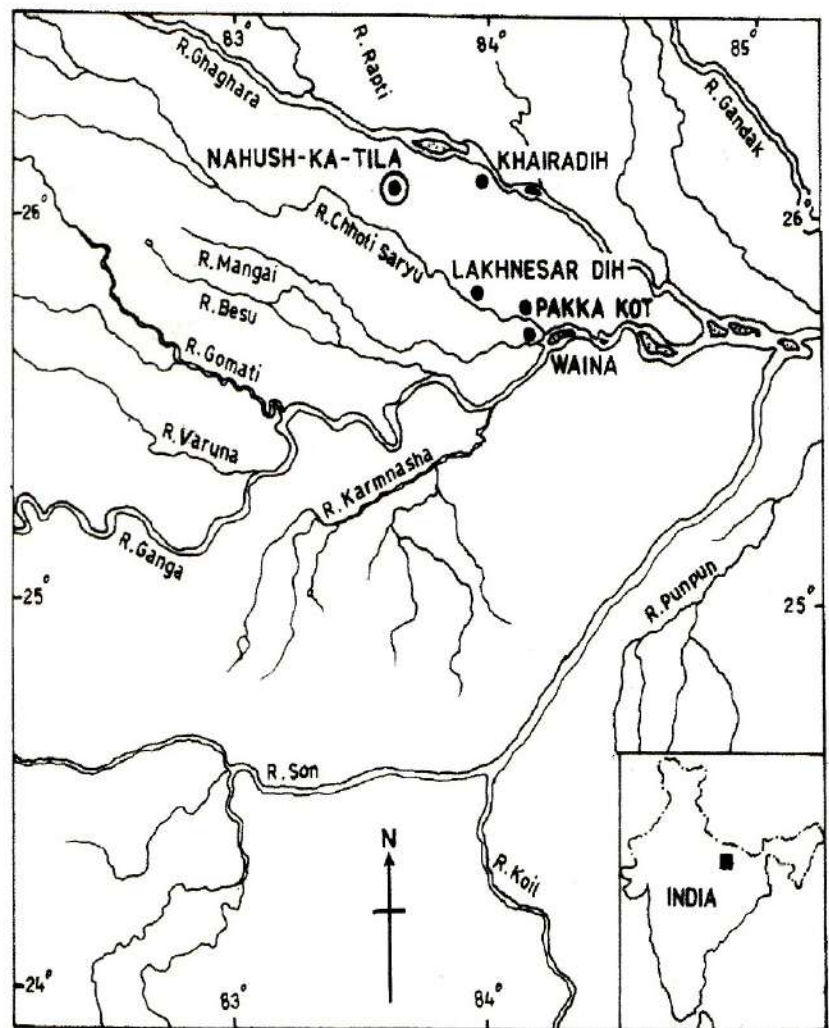 83°
84°
85°
R. Ghaghara
R. Rapti
R. Gandak
NAHUSH-KA-TILA
KHAIRADIH
26°
26°
R. Chhoti Saryu
R. Mangai
LAKHNESAR DIH
R. Besu
PAKKA KOT
R. Gomati
WAINA
R. Varuna
R. Karmnasha
R. Ganga
25°
25°
R. Punpun
R. Son
N
R. Koil
INDIA
24°
83°
84°